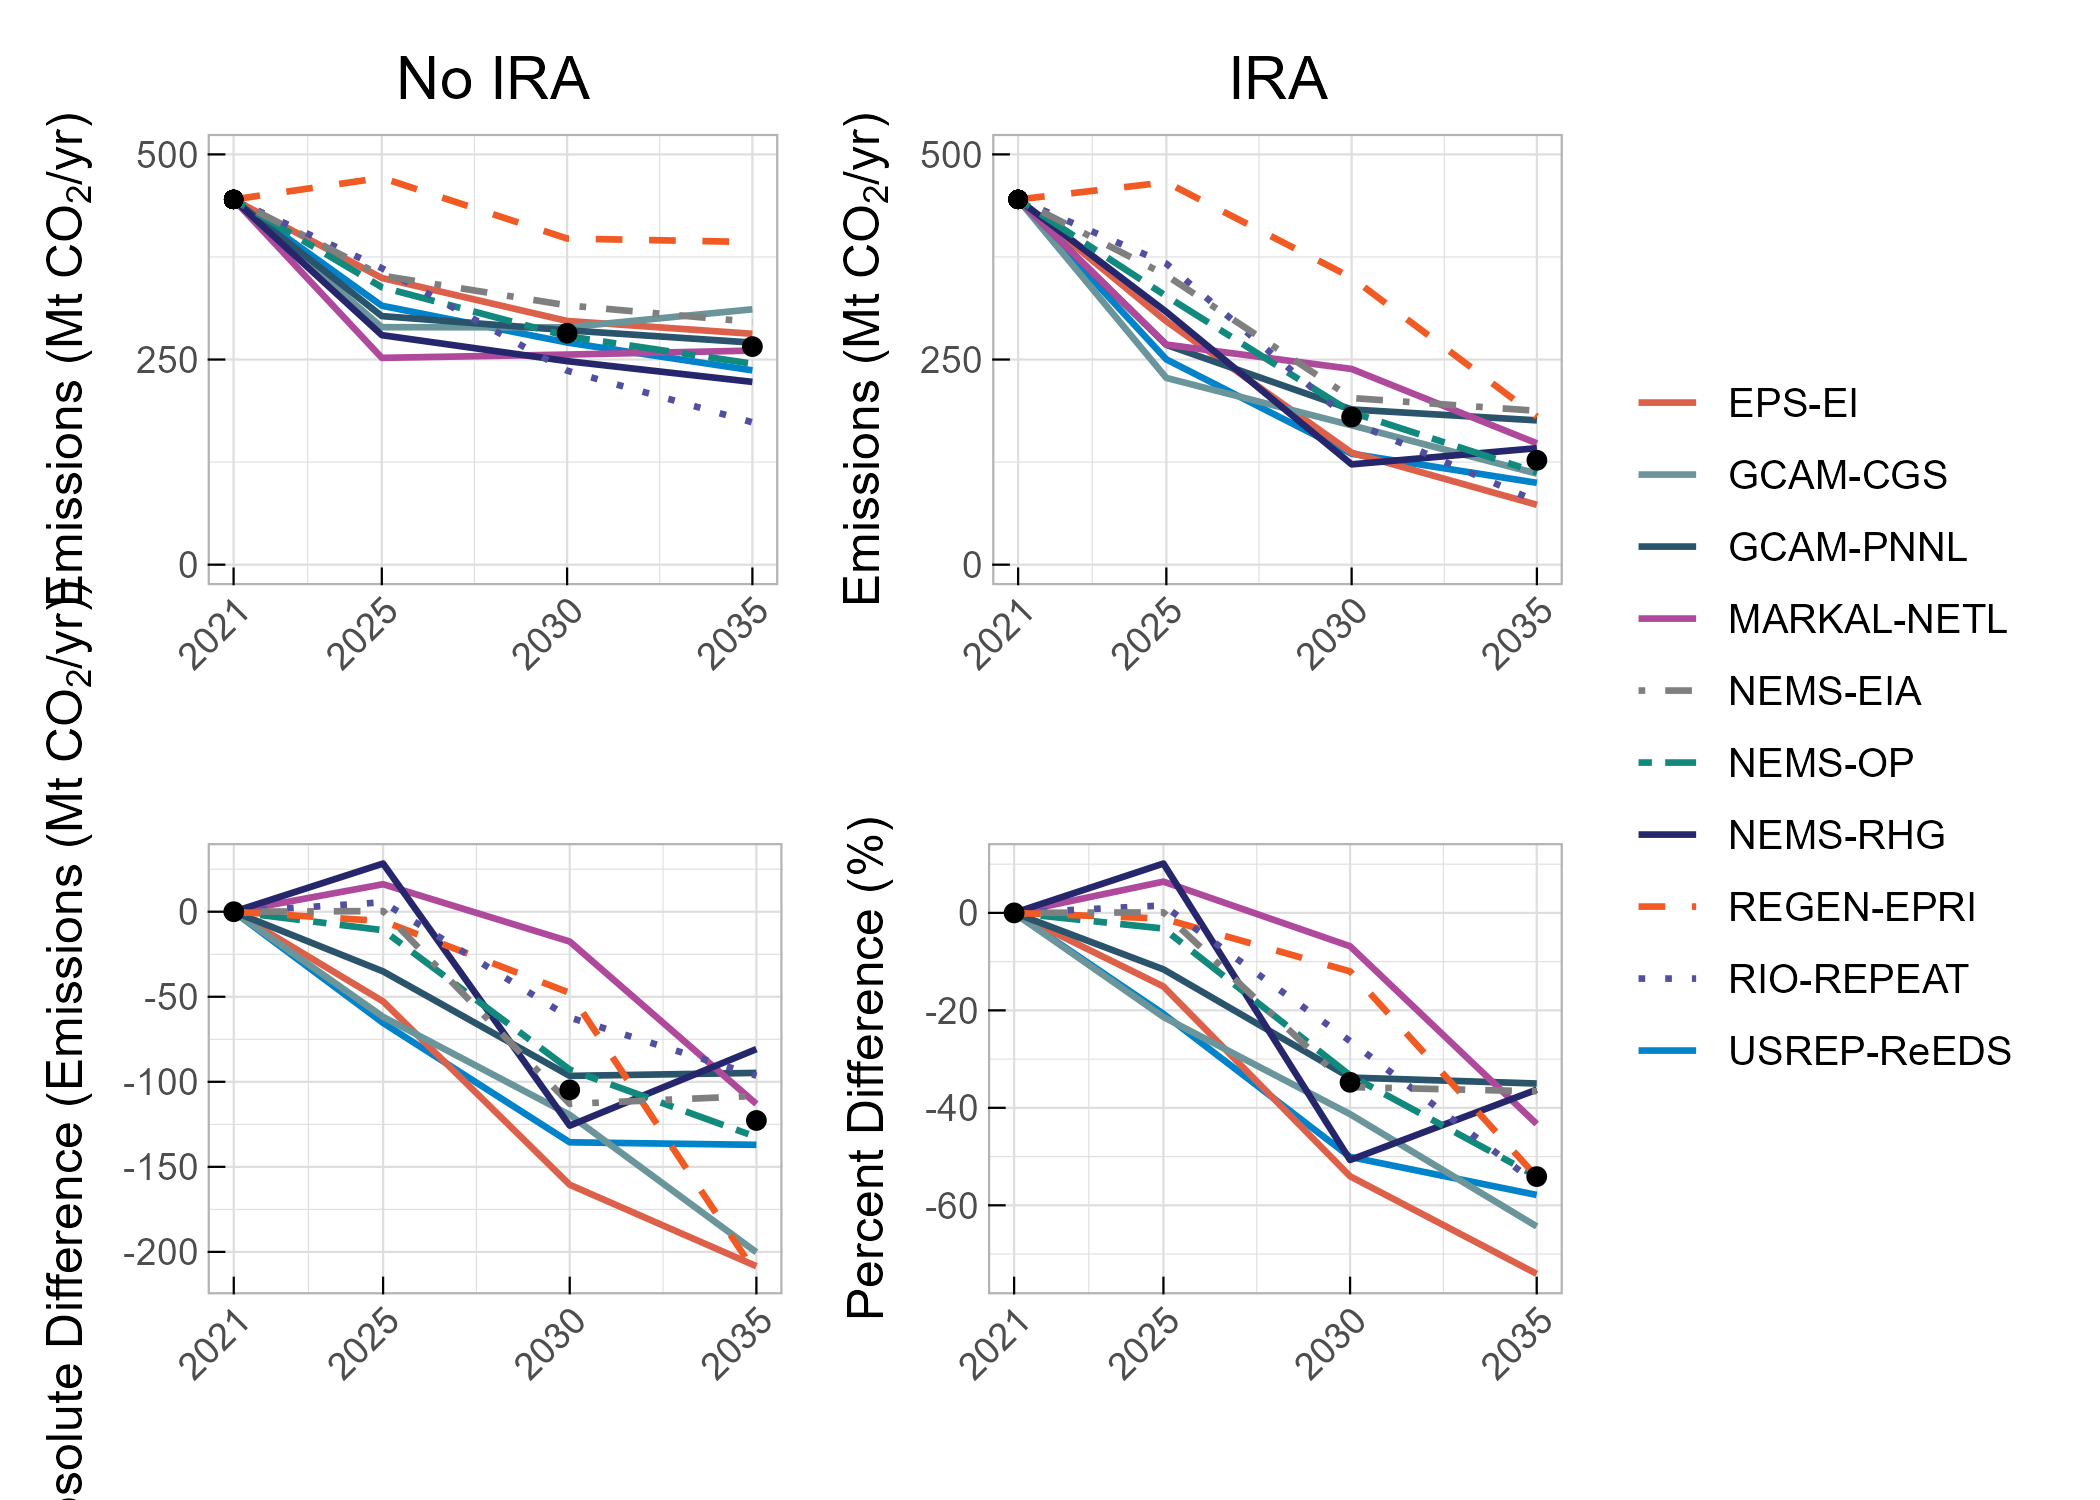 No IRA
IRA
Emissions (Mt CO2/yr)
500
250
0
2021
2025
2030
2035
Emissions (Mt CO2/yr)
500
250
0
2021
2025
2030
2035
Difference (Emissions (Mt CO2/yr))
0
-50
-100
-150
-200
2021
2025
2030
2035
Percent Difference (%)
0
-20
-40
-60
2021
2025
2030
2035
EPS-EI
GCAM-CGS
GCAM-PNNL
MARKAL-NETL
NEMS-EIA
NEMS-OP
NEMS-RHG
REGEN-EPRI
RIO-REPEAT
USREP-ReEDS